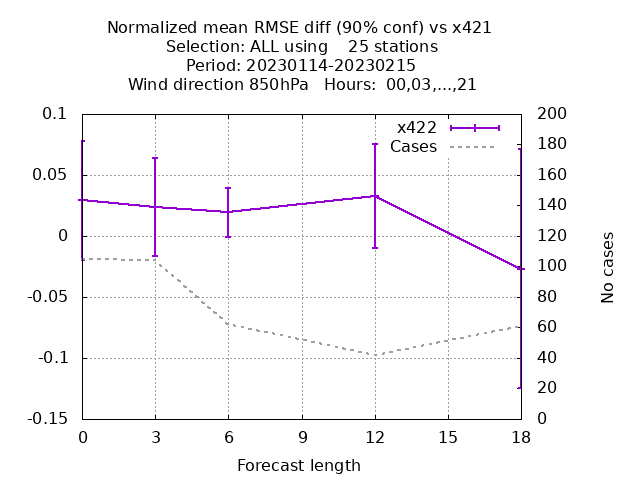 Normalized mean RMSE diff (90% conf) vs x421
Selection: ALL using    25 stations
Period: 20230114-20230215
Wind direction 850hPa   Hours:  00,03,...,21
0.1
0.05
0
-0.05
-0.1
-0.15
200
180
160
140
120
100
80
60
40
20
0
x422
Cases
No cases
0 3 6 9 12 15 18
Forecast length